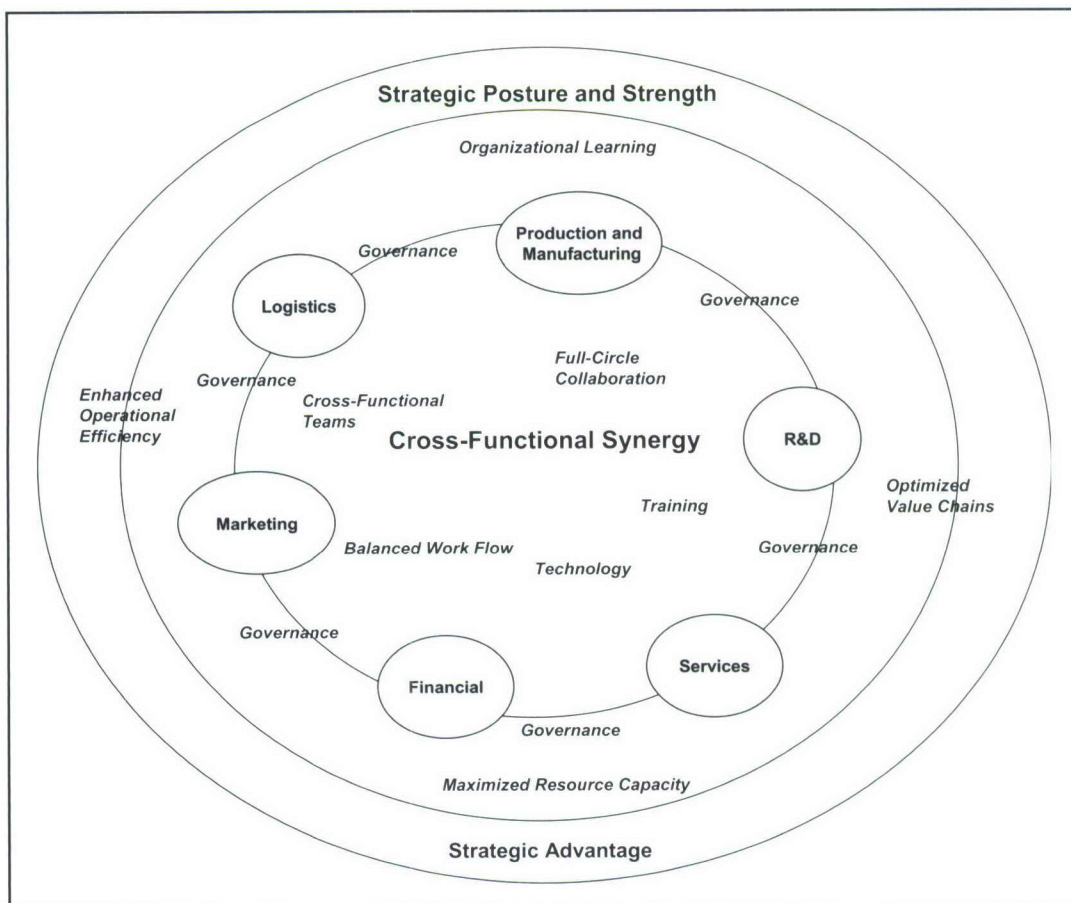 Strategic Posture and Strength
Organizational Learning
Production and
Manufacturing
Governance
Logistics
Governance
Full-Circle
Collaboration
Governance
Enhanced
Operational
Efficiency
Cross-Functional
Teams
Cross-Functional Synergy
R&D
Optimized
Value Chains
Training
Marketing
Balanced Work Flow
Governance
Technology
Governance
Services
Financial
Governance
Maximized Resource Capacity
Strategic Advantage